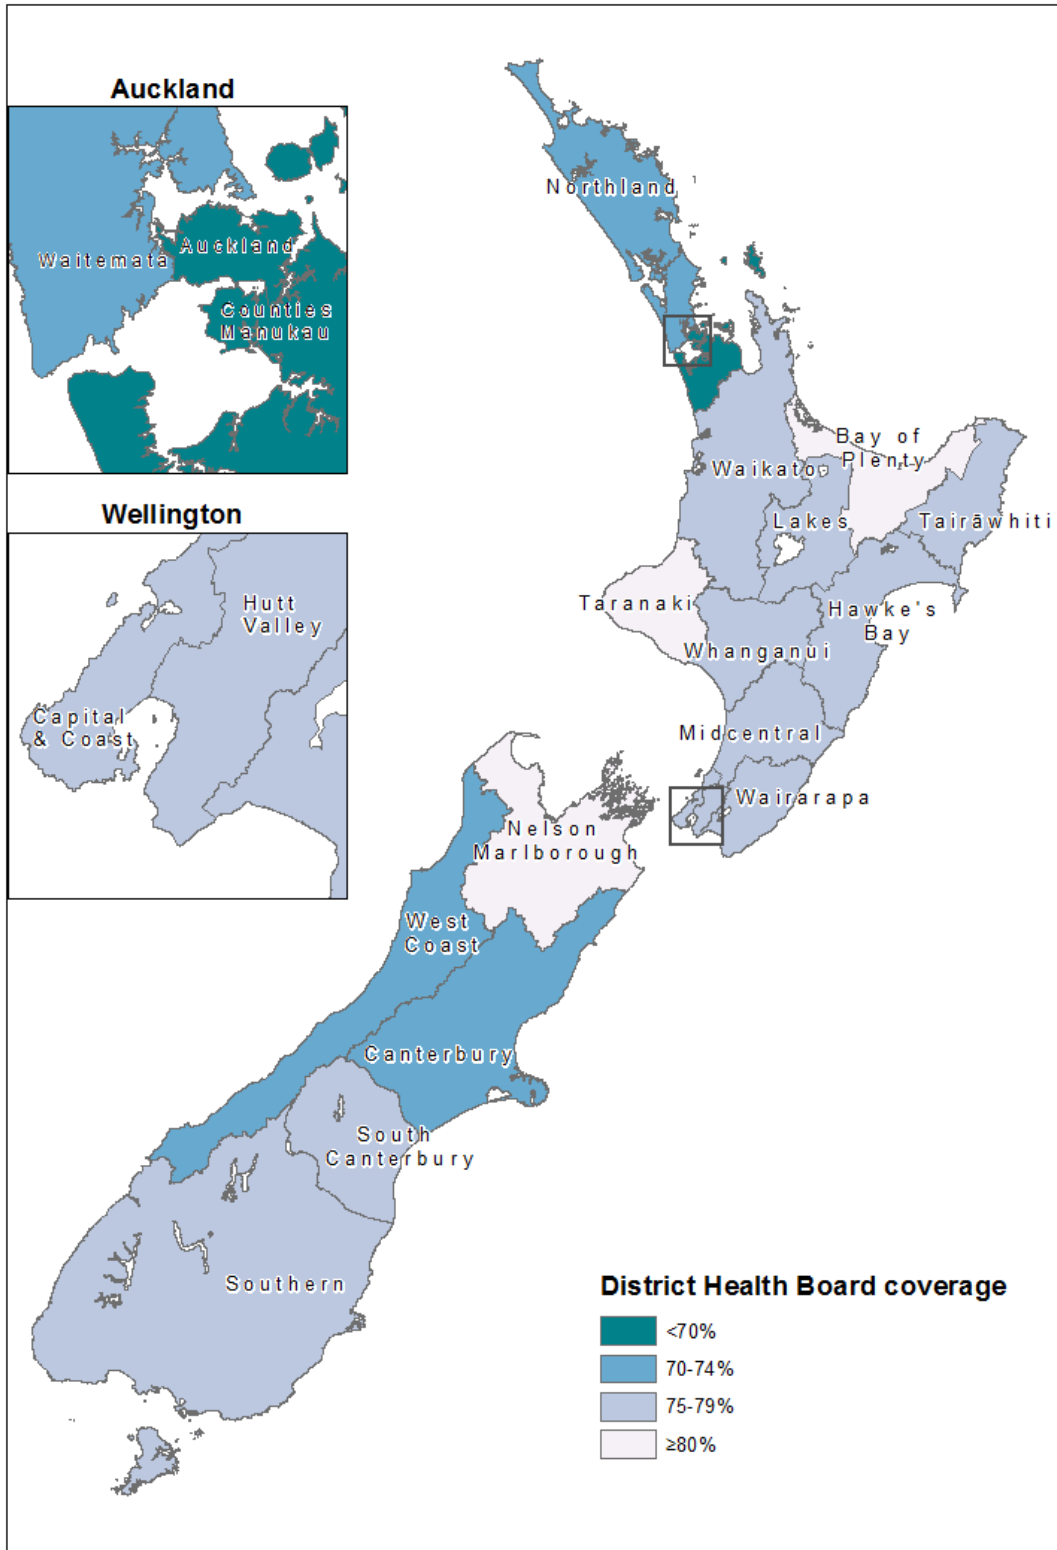 Auckland
Waitematā
Auckland
Counties
Manukau
Wellington
Hutt
Valley
Capital
& Coast
Northland
Bay of
Plenty
Waikato
Lakes
Tairāwhiti
Taranaki
Hawke's
Bay
Whanganui
Midcentral
Wairarapa
Nelson
Marlborough
West
Coast
Canterbury
South
Canterbury
Southern
District Health Board coverage
<70%
70-74%
75-79%
≥80%